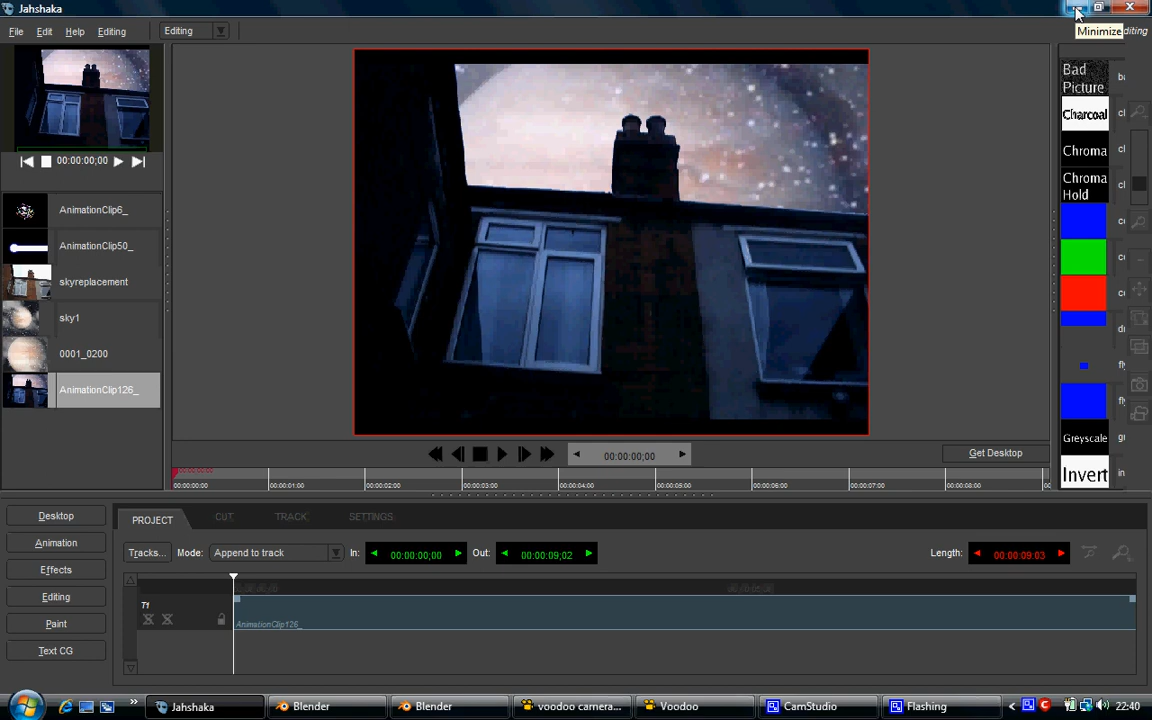 Jahshaka
File Edit Help Editing Editing
Minimize diting
00:00:00;00
AnimationClip6_
AnimationClip50_
skyreplacement
sky1
0001_0200
AnimationClip126_
Bad Picture
Charcoal
Chroma
Chroma Hold
Greyscale
Invert
00:00:00;00
Get Desktop
00:00:00:00 00:00:01:00 00:00:02:00 00:00:03:00 00:00:04:00 00:00:05:00 00:00:06:00 00:00:07:00 00:00:08:00
Desktop
Animation
Effects
Editing
Paint
Text CG
PROJECT CUT TRACK SETTINGS
Tracks... Mode: Append to track In: 00:00:00;00 Out: 00:00:09;02 Length: 00:00:09:03
T1
AnimationClip126_
Jahshaka Blender Blender voodoo camera... Voodoo CamStudio Flashing 22:40